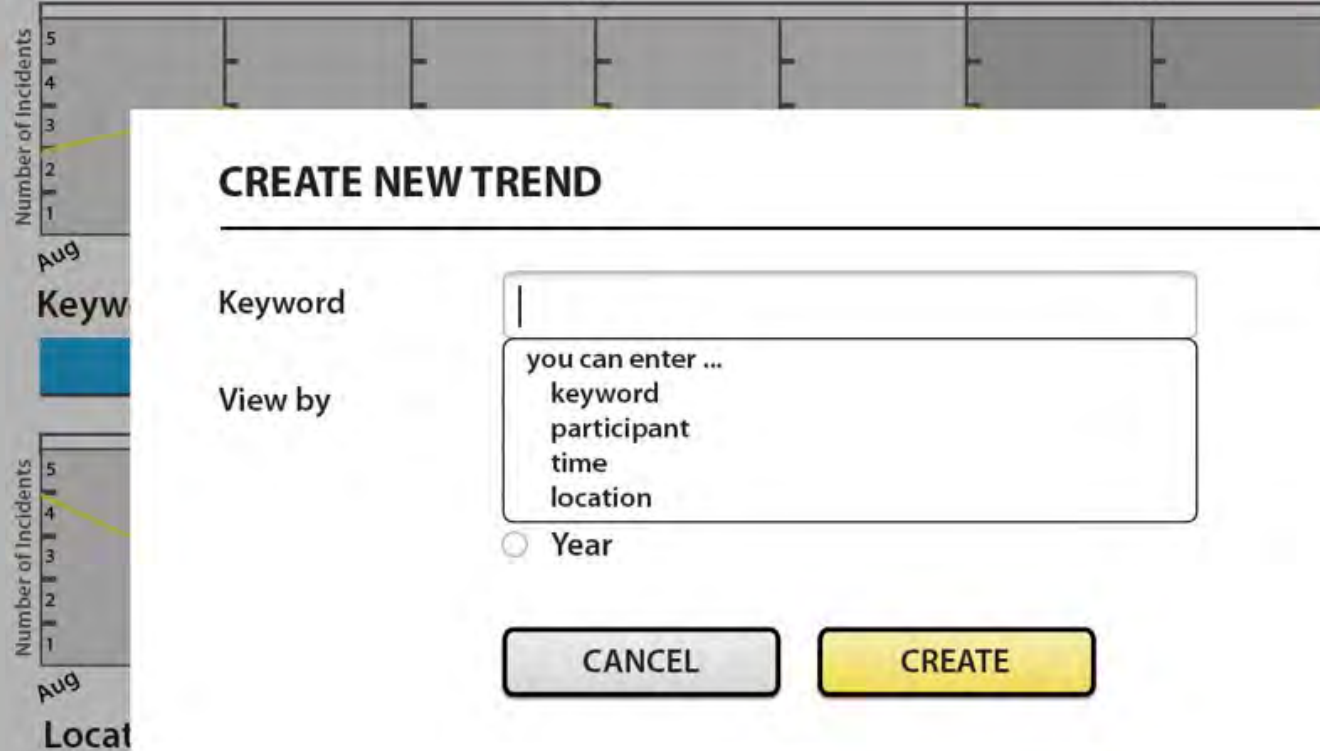 Number of Incidents
5
4
3
2
1
Aug
Keyw
CREATE NEW TREND
Keyword
you can enter ...
keyword
participant
time
location
View by
Year
CANCEL
CREATE
Number of Incidents
5
4
3
2
1
Aug
Locat